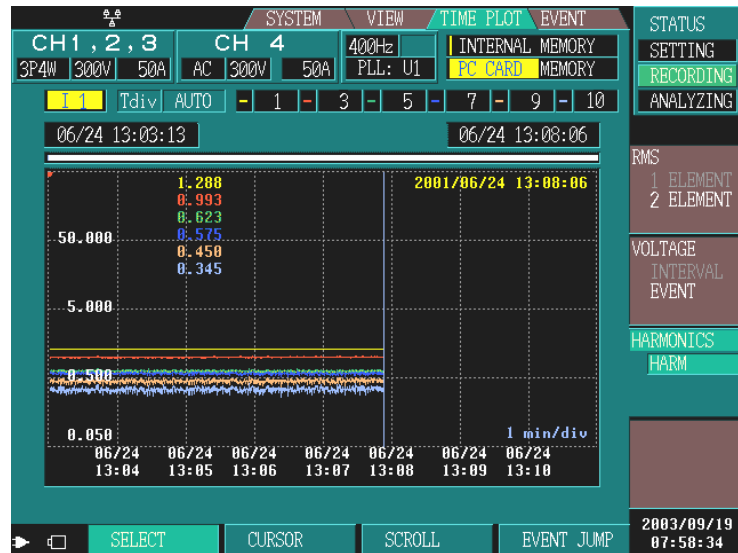 SYSTEM VIEW TIME PLOT EVENT
CH1,2,3 CH 4 400Hz INTERNAL MEMORY
3P4W 300V 50A AC 300V 50A PLL: U1 PC CARD MEMORY
I 1 Tdiv AUTO 1 3 5 7 9 10
06/24 13:03:13 06/24 13:08:06
1.288 2001/06/24 13:08:06
0.993
0.623
0.575
0.450
0.345
50.000
5.000
0.500
0.050 1 min/div
06/24 06/24 06/24 06/24 06/24 06/24 06/24
13:04 13:05 13:06 13:07 13:08 13:09 13:10
SELECT CURSOR SCROLL EVENT JUMP
STATUS
SETTING
RECORDING
ANALYZING
RMS
1 ELEMENT
2 ELEMENT
VOLTAGE
INTERVAL
EVENT
HARMONICS
HARM
2003/09/19
07:58:34